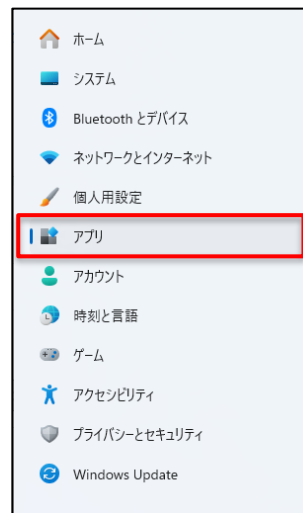 ホーム
システム
Bluetooth とデバイス
ネットワークとインターネット
個人用設定
アプリ
アカウント
時刻と言語
ゲーム
アクセシビリティ
プライバシーとセキュリティ
Windows Update